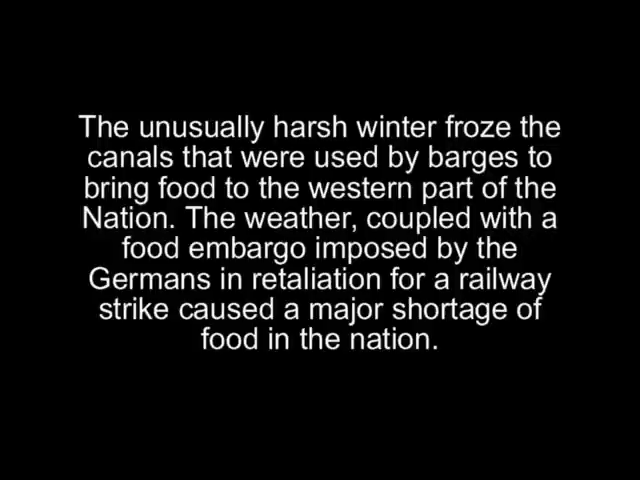 The unusually harsh winter froze the
canals that were used by barges to
bring food to the western part of the
Nation. The weather, coupled with a
food embargo imposed by the
Germans in retaliation for a railway
strike caused a major shortage of
food in the nation.